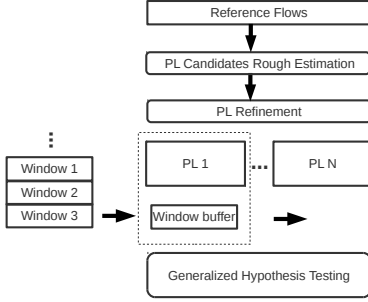 Reference Flows
PL Candidates Rough Estimation
PL Refinement
...
Window 1
Window 2
Window 3
PL 1
...
PL N
Window buffer
Generalized Hypothesis Testing